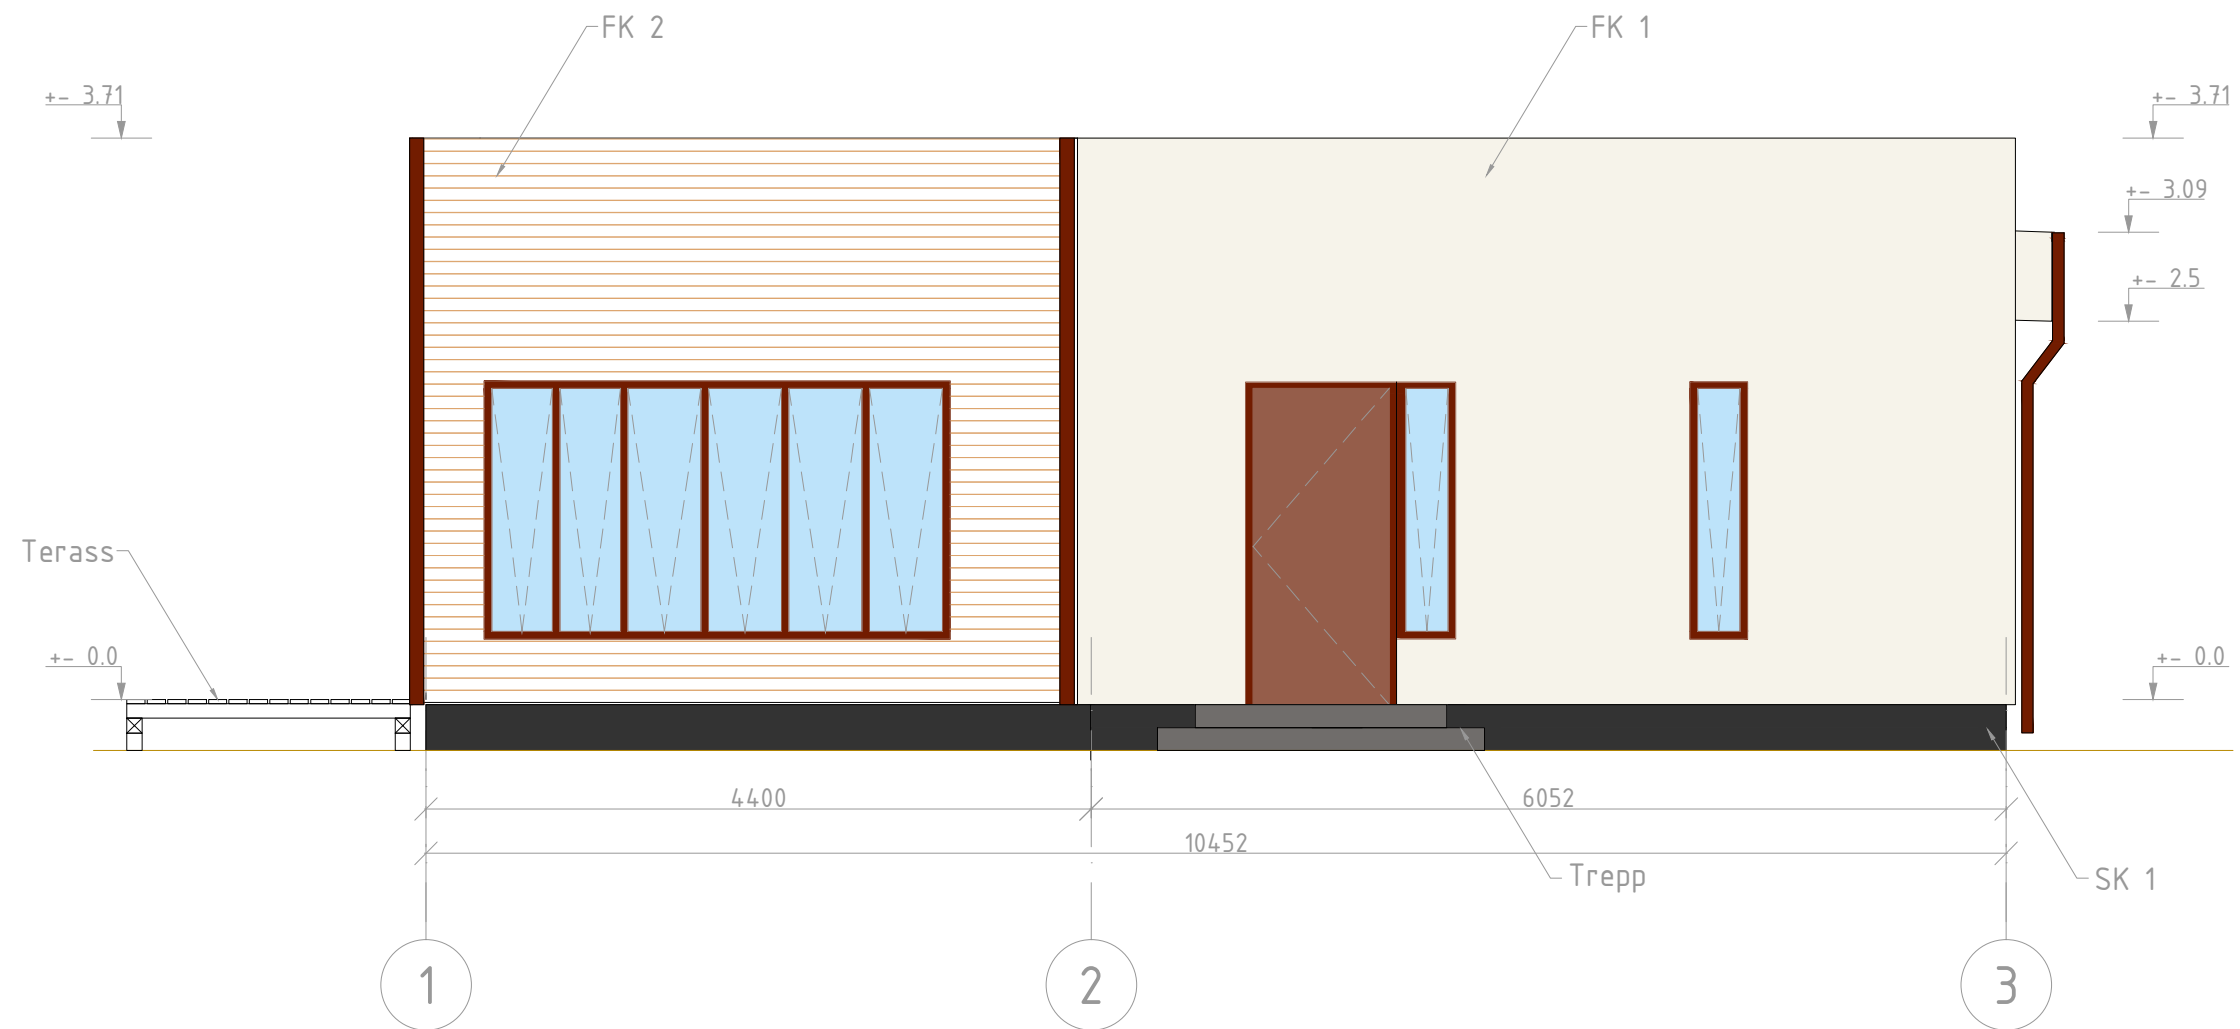 FK 2
FK 1
+- 3.71
+- 3.71
+- 3.09
+- 2.5
Terass
+- 0.0
+- 0.0
4400
6052
10452
Trepp
SK 1
1
2
3